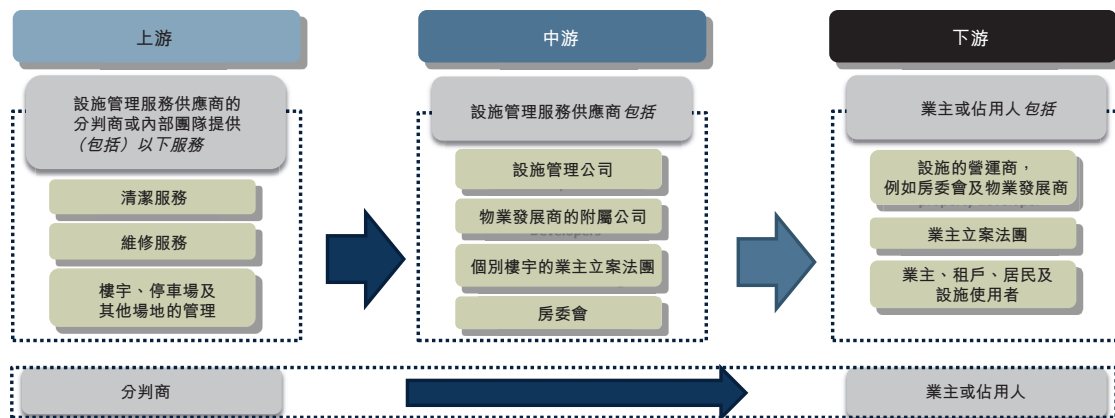 上游
設施管理服務供應商的
分判商或內部團隊提供
（包括）以下服務
清潔服務
維修服務
樓宇、停車場及
其他場地的管理
中游
設施管理服務供應商包括
設施管理公司
物業發展商的附屬公司
個別樓宇的業主立案法團
房委會
下游
業主或佔用人包括
設施的營運商，
例如房委會及物業發展商
業主立案法團
業主、租戶、居民及
設施使用者
分判商
業主或佔用人